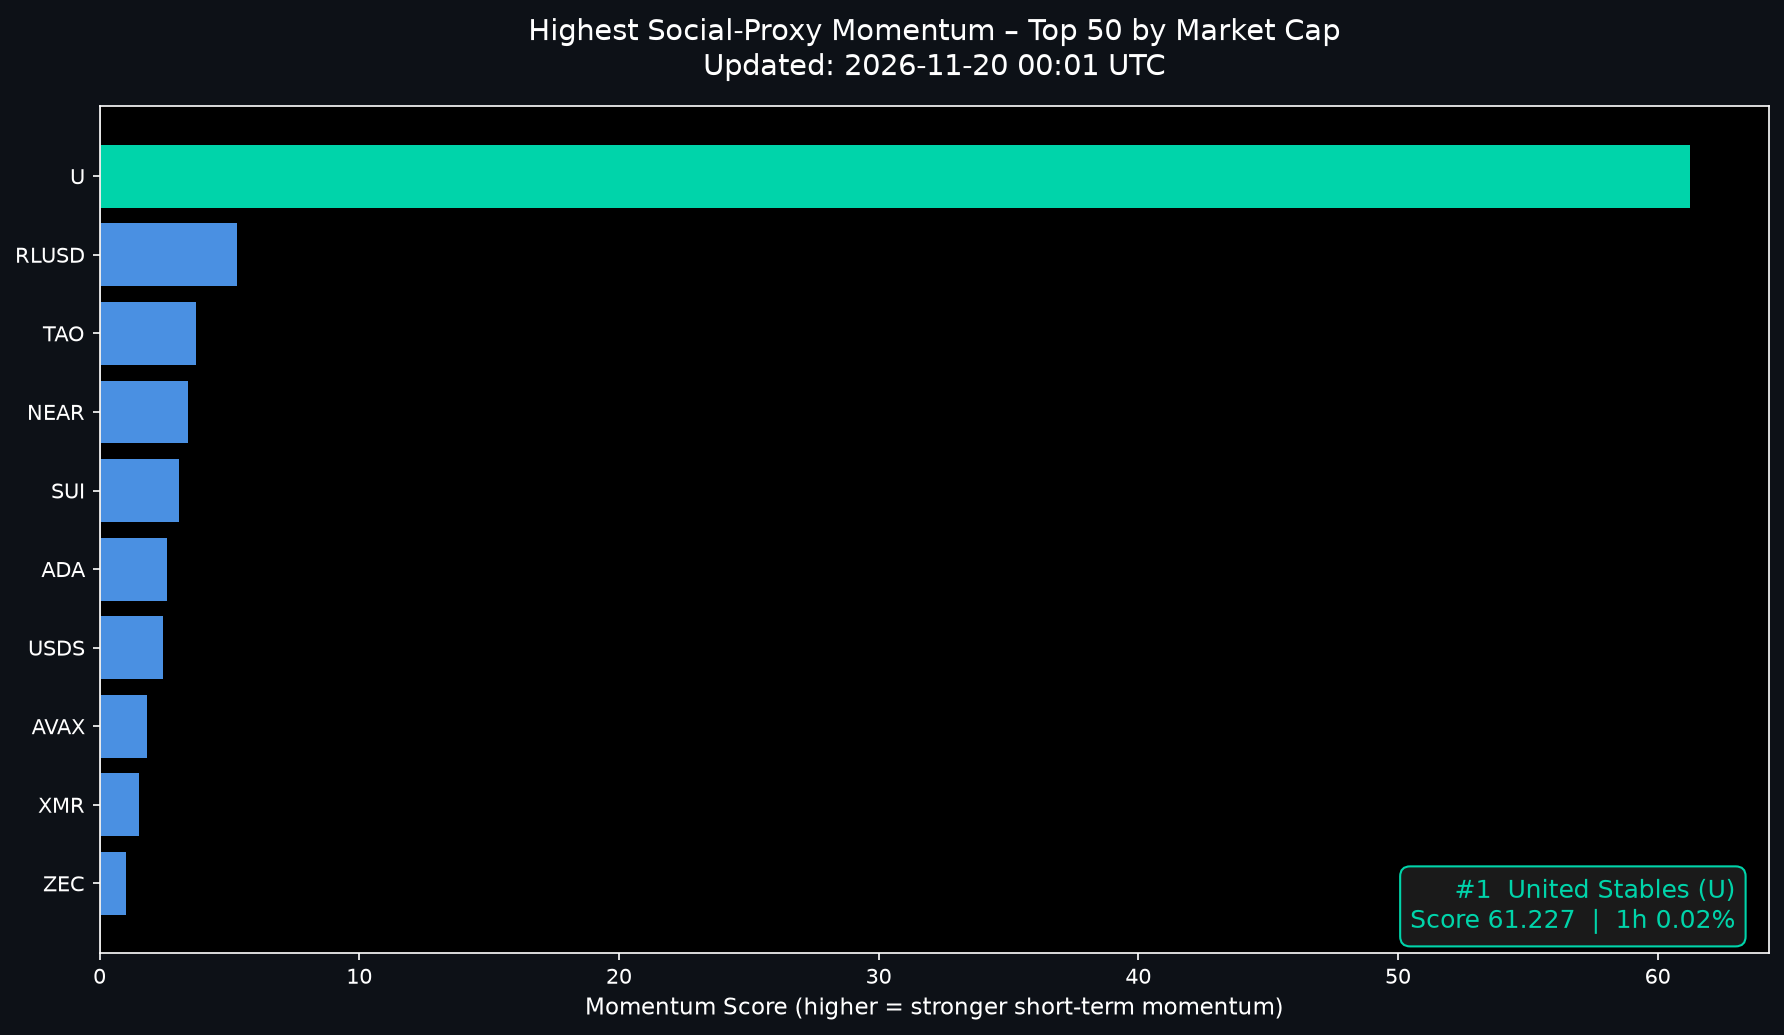 Highest Social-Proxy Momentum – Top 50 by Market Cap
Updated: 2026-11-20 00:01 UTC
U
RLUSD
TAO
NEAR
SUI
ADA
USDS
AVAX
XMR
ZEC
#1  United Stables (U)
Score 61.227  |  1h 0.02%
0 10 20 30 40 50 60
Momentum Score (higher = stronger short-term momentum)